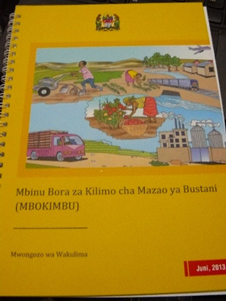 Mbinu Bora za Kilimo cha Mazao ya Bustani
(MBOKIMBU)
Mwongozo wa Wakulima
Juni, 2013